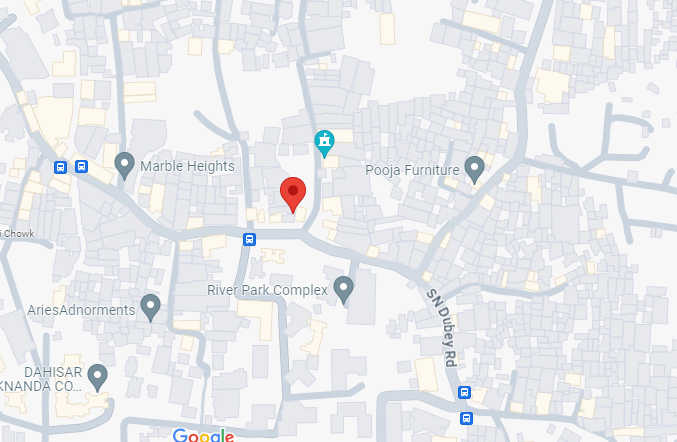 Marble Heights
Pooja Furniture
i Chowk
River Park Complex
SN Dubey Rd
AriesAdnorments
DAHISAR
KNANDA CO...
Google